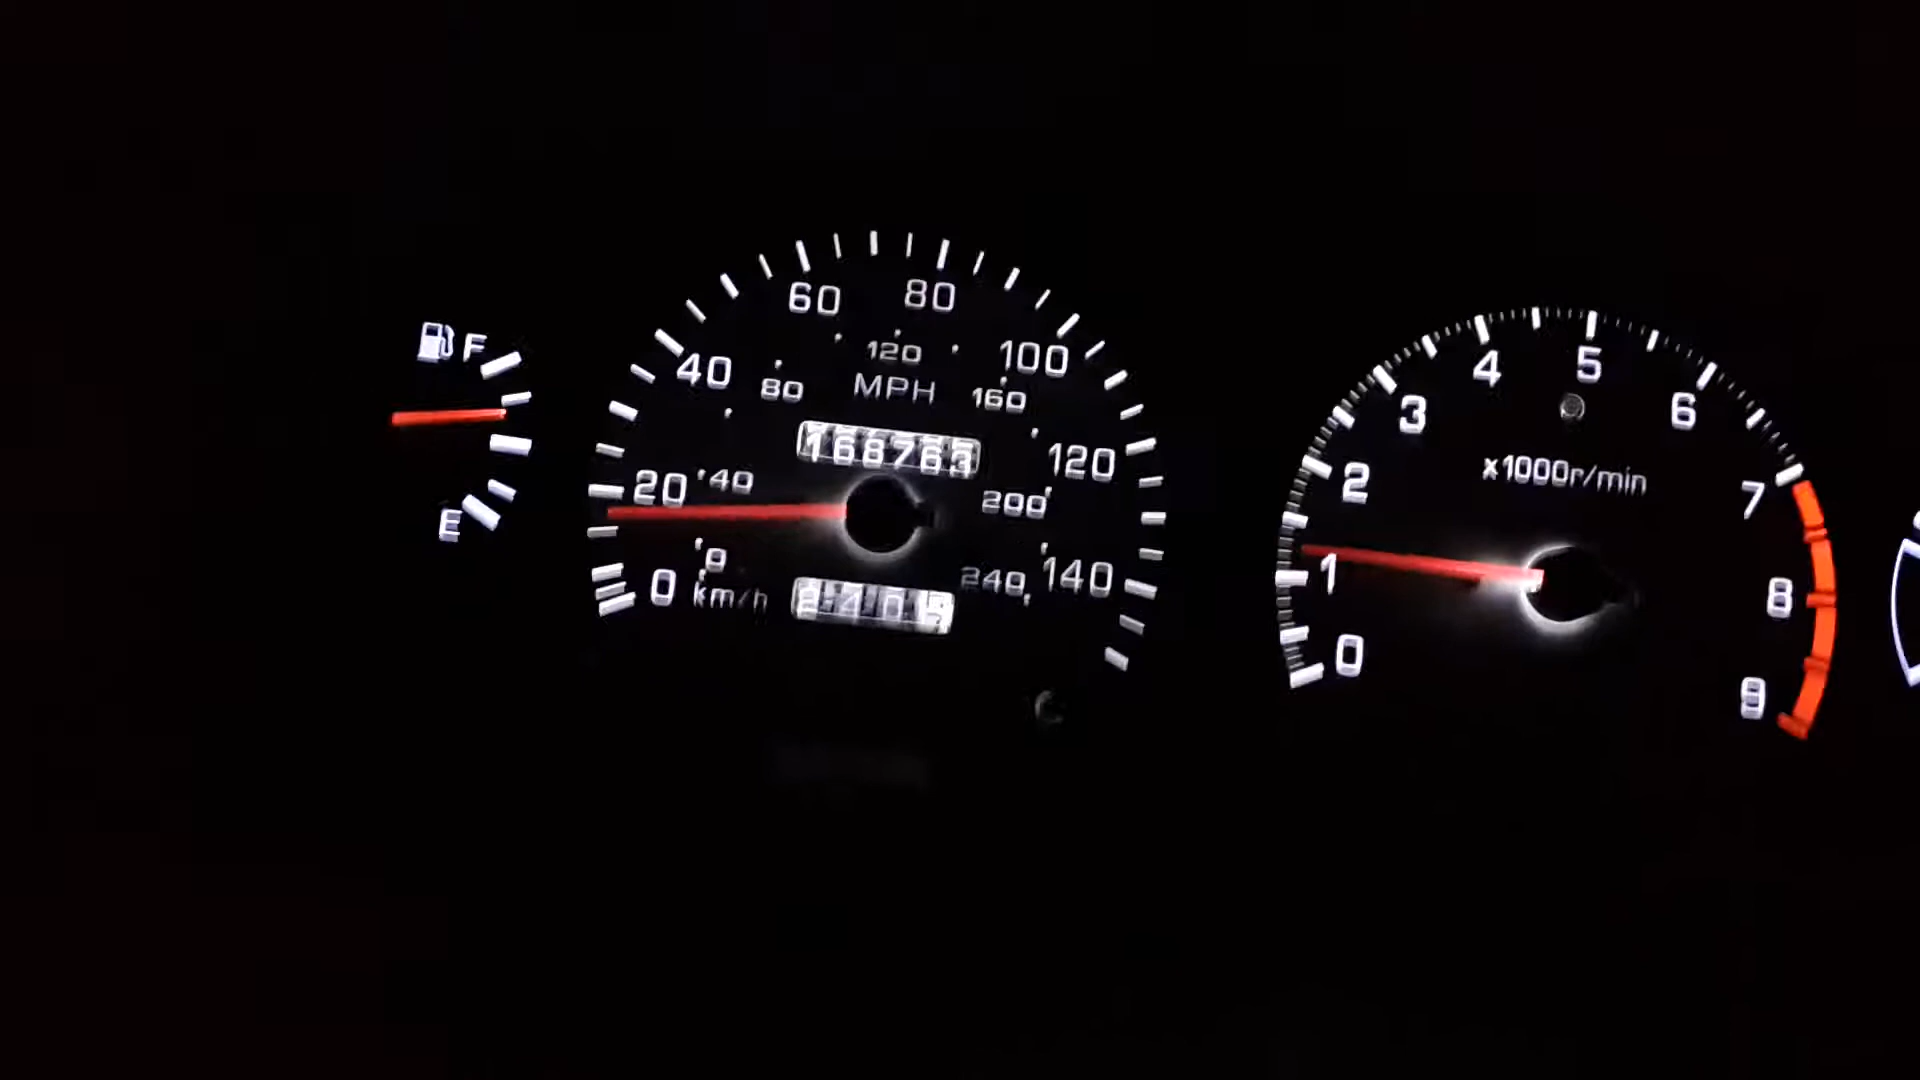 F
E
0 20 40 60 80 100 120 140
MPH
40 80 120 160 200 240
168763
km/h
2405
0 1 2 3 4 5 6 7 8 9
x1000r/min